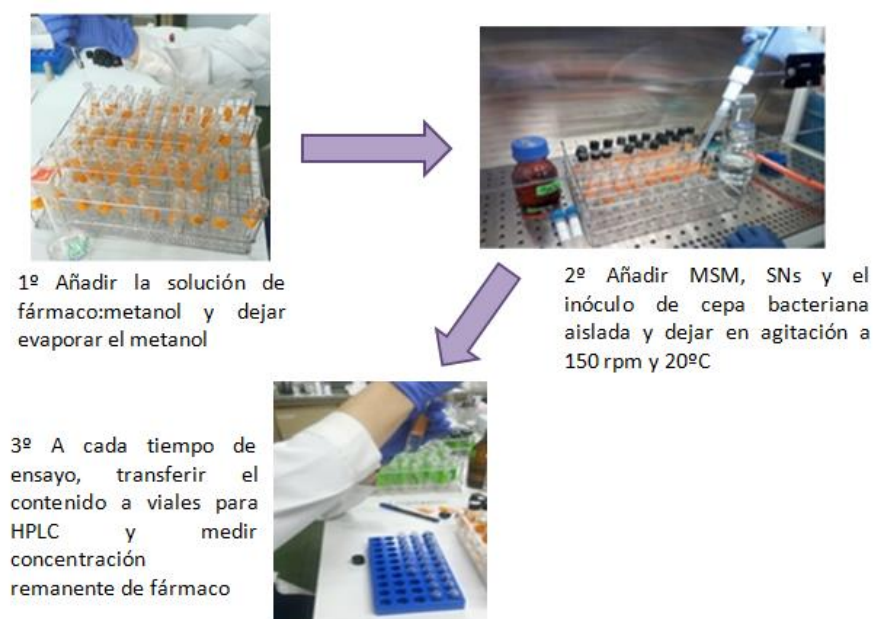 1º Añadir la solución de
fármaco:metanol y dejar
evaporar el metanol
2º Añadir MSM, SNs y el
inóculo de cepa bacteriana
aislada y dejar en agitación a
150 rpm y 20ºC
3º A cada tiempo de
ensayo, transferir el
contenido a viales para
HPLC y medir
concentración
remanente de fármaco